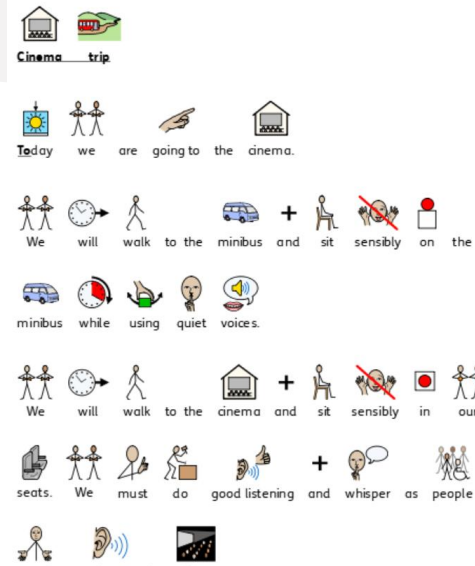 Cinema trip
Today we are going to the cinema.
We will walk to the minibus and sit sensibly on the
minibus while using quiet voices.
We will walk to the cinema and sit sensibly in our
seats. We must do good listening and whisper as people